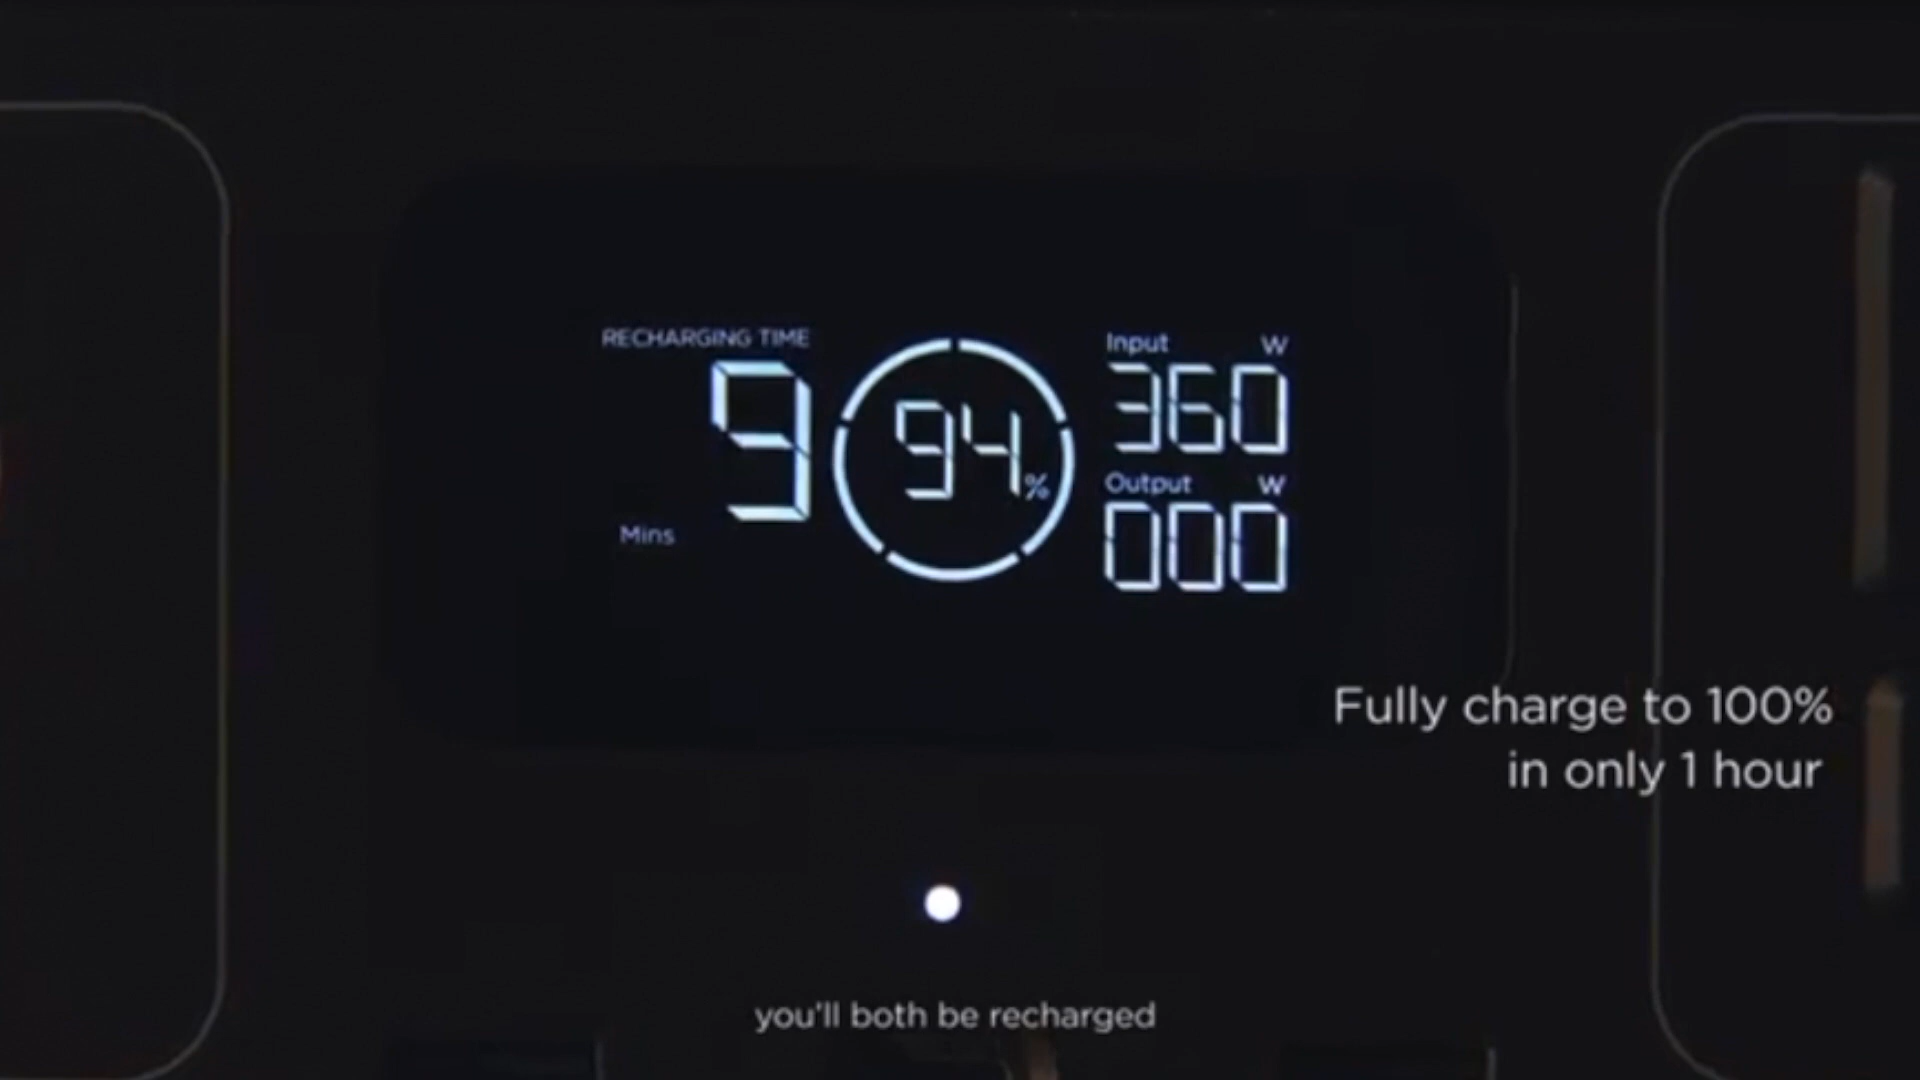 RECHARGING TIME
9
Mins
94%
Input W
360
Output W
000
Fully charge to 100%
in only 1 hour
you'll both be recharged